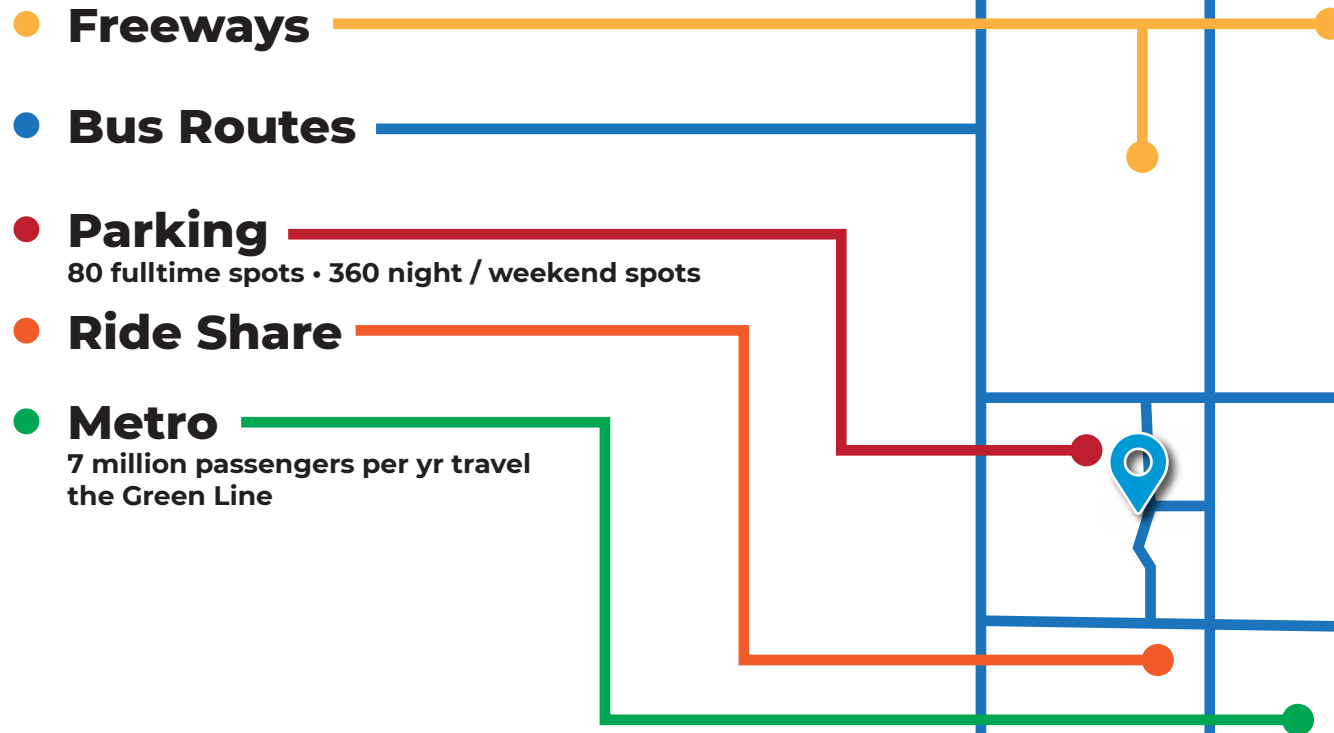 Freeways
Bus Routes
Parking
80 fulltime spots • 360 night / weekend spots
Ride Share
Metro
7 million passengers per yr travel
the Green Line